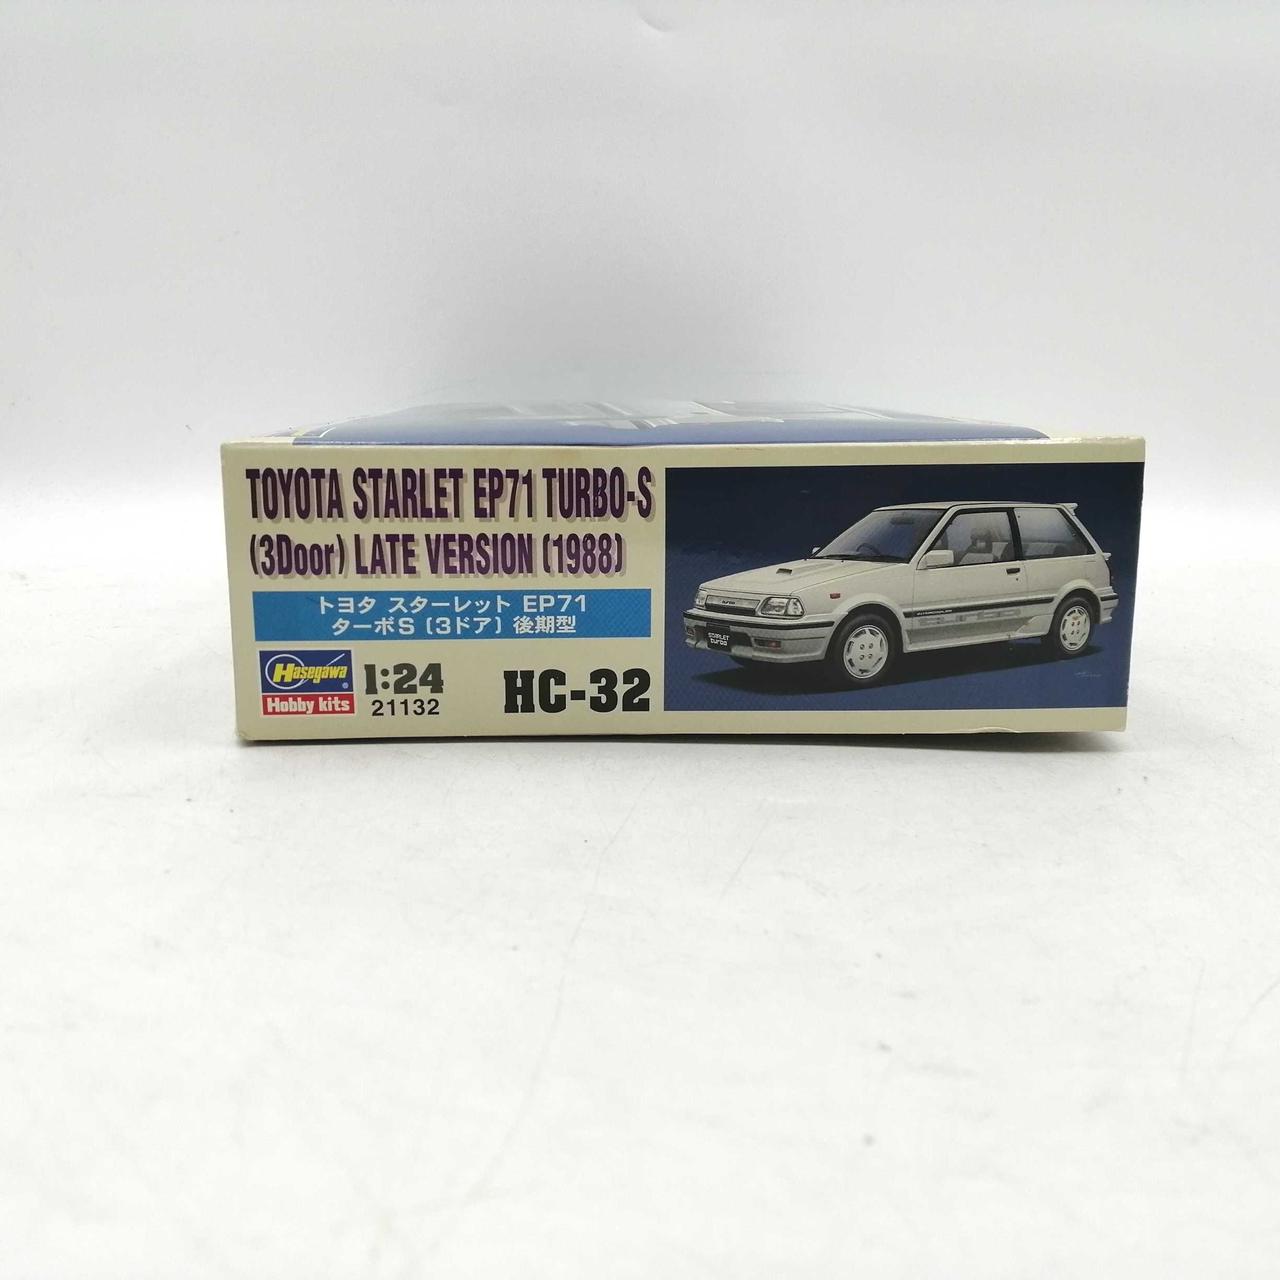 TOYOTA STARLET EP71 TURBO-S
(3Door) LATE VERSION (1988)
トヨタ スターレット EP71
ターボS (3ドア) 後期型
Hasegawa
Hobby kits
1:24
21132
HC-32
turbo
STARLET
turbo